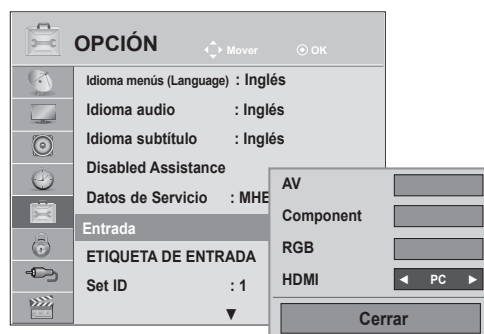 OPCIÓN
Mover OK
Idioma menús (Language) : Inglés
Idioma audio : Inglés
Idioma subtítulo : Inglés
Disabled Assistance
Datos de Servicio : MHE
Entrada
ETIQUETA DE ENTRADA
Set ID : 1
AV
Component
RGB
HDMI ◄ PC ►
Cerrar